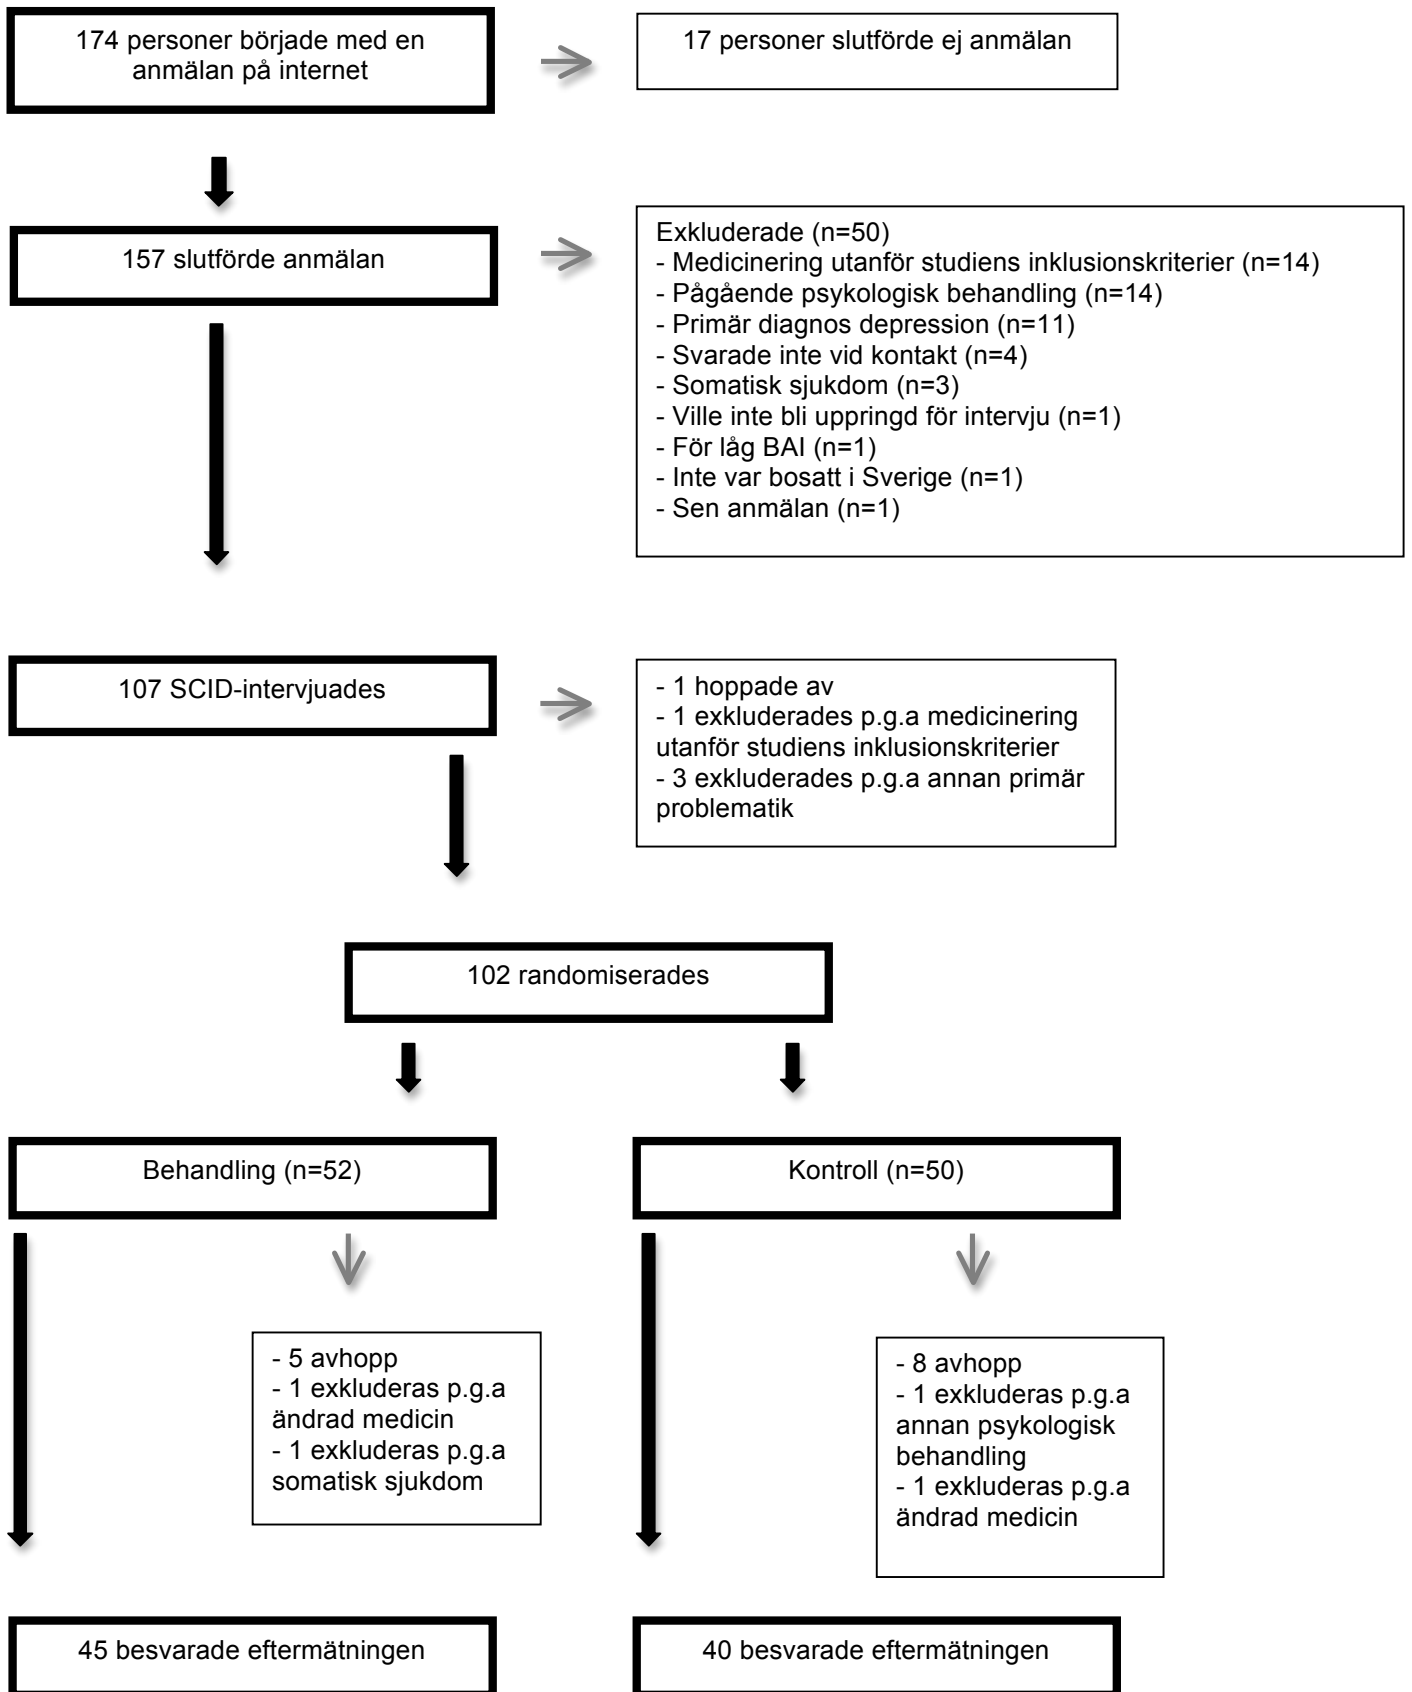 174 personer började med en
anmälan på internet
17 personer slutförde ej anmälan
157 slutförde anmälan
Exkluderade (n=50)
- Medicinering utanför studiens inklusionskriterier (n=14)
- Pågående psykologisk behandling (n=14)
- Primär diagnos depression (n=11)
- Svarade inte vid kontakt (n=4)
- Somatisk sjukdom (n=3)
- Ville inte bli uppringd för intervju (n=1)
- För låg BAI (n=1)
- Inte var bosatt i Sverige (n=1)
- Sen anmälan (n=1)
107 SCID-intervjuades
- 1 hoppade av
- 1 exkluderades p.g.a medicinering
utanför studiens inklusionskriterier
- 3 exkluderades p.g.a annan primär
problematik
102 randomiserades
Behandling (n=52)
Kontroll (n=50)
- 5 avhopp
- 1 exkluderas p.g.a
ändrad medicin
- 1 exkluderas p.g.a
somatisk sjukdom
- 8 avhopp
- 1 exkluderas p.g.a
annan psykologisk
behandling
- 1 exkluderas p.g.a
ändrad medicin
45 besvarade eftermätningen
40 besvarade eftermätningen